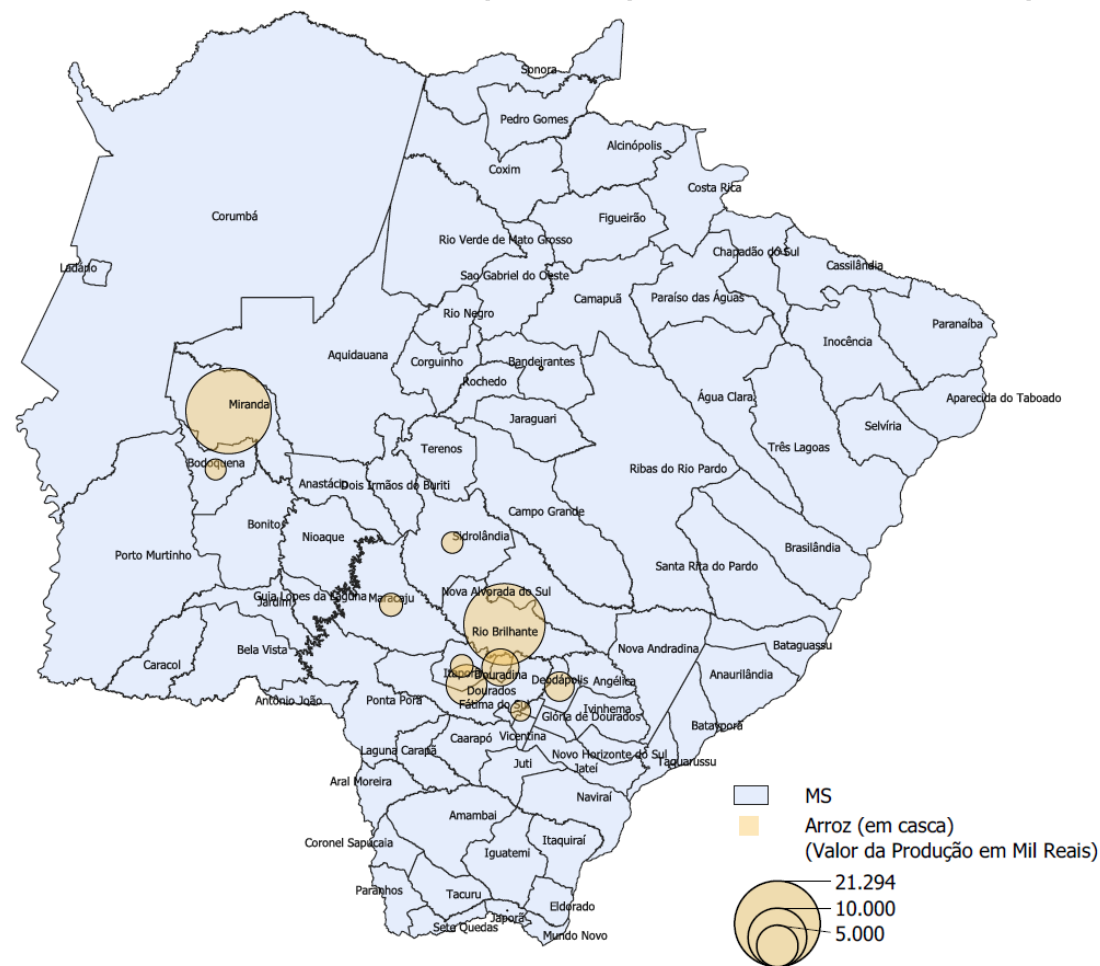 Sonora
Pedro Gomes
Alcinópolis
Coxim
Costa Rica
Corumbá
Figueirão
Rio Verde de Mato Grosso
Chapadão do Sul
Ladário
Cassilândia
Sao Gabriel do Oeste
Camapuã
Paraíso das Águas
Rio Negro
Paranaíba
Inocência
Aquidauana
Corguinho
Bandeirantes
Rochedo
Água Clara
Aparecida do Taboado
Miranda
Jaraguari
Selvíria
Terenos
Três Lagoas
Bodoquena
Ribas do Rio Pardo
Anastácio
Dois Irmãos do Buriti
Campo Grande
Bonito
Nioaque
Sidrolândia
Brasilândia
Porto Murtinho
Santa Rita do Pardo
Nova Alvorada do Sul
Guia Lopes da Laguna
Maracaju
Jardim
Rio Brilhante
Bela Vista
Nova Andradina
Bataguassu
Caracol
Itaporã
Douradina
Deodápolis
Angélica
Anaurilândia
Dourados
Antônio João
Ponta Porã
Fátima do Sul
Ivinhema
Glória de Dourados
Batayporã
Vicentina
Caarapó
Laguna Carapã
Novo Horizonte do Sul
Taquarussu
Juti
Jateí
Aral Moreira
Naviraí
Amambai
Coronel Sapucaia
Itaquiraí
Iguatemi
Paranhos
Tacuru
Eldorado
Japorã
Sete Quedas
Mundo Novo
MS
Arroz (em casca)
(Valor da Produção em Mil Reais)
21.294
10.000
5.000